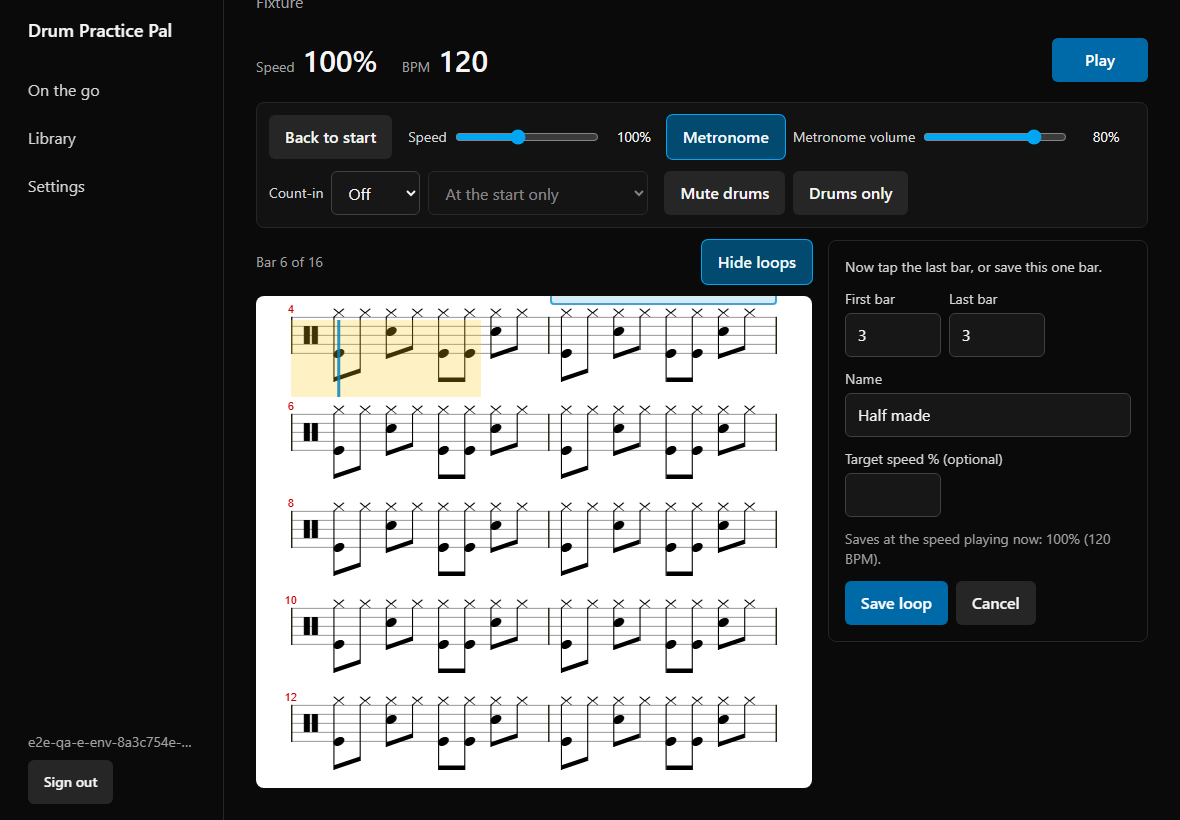 Fixture
Drum Practice Pal
On the go
Library
Settings
e2e-qa-e-env-8a3c754e-...
Sign out
Speed 100% BPM 120
Play
Back to start
Speed
100%
Metronome
Metronome volume
80%
Count-in
Off
At the start only
Mute drums
Drums only
Bar 6 of 16
Hide loops
4
6
8
10
12
Now tap the last bar, or save this one bar.
First bar
Last bar
3
3
Name
Half made
Target speed % (optional)
Saves at the speed playing now: 100% (120
BPM).
Save loop
Cancel